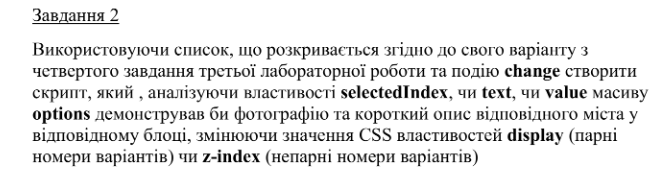 Завдання 2
Використовуючи список, що розкривається згідно до свого варіанту з
четвертого завдання третьої лабораторної роботи та подію change створити
скрипт, який , аналізуючи властивості selectedIndex, чи text, чи value масиву
options демонстрував би фотографію та короткий опис відповідного міста у
відповідному блоці, змінюючи значення CSS властивостей display (парні
номери варіантів) чи z-index (непарні номери варіантів)